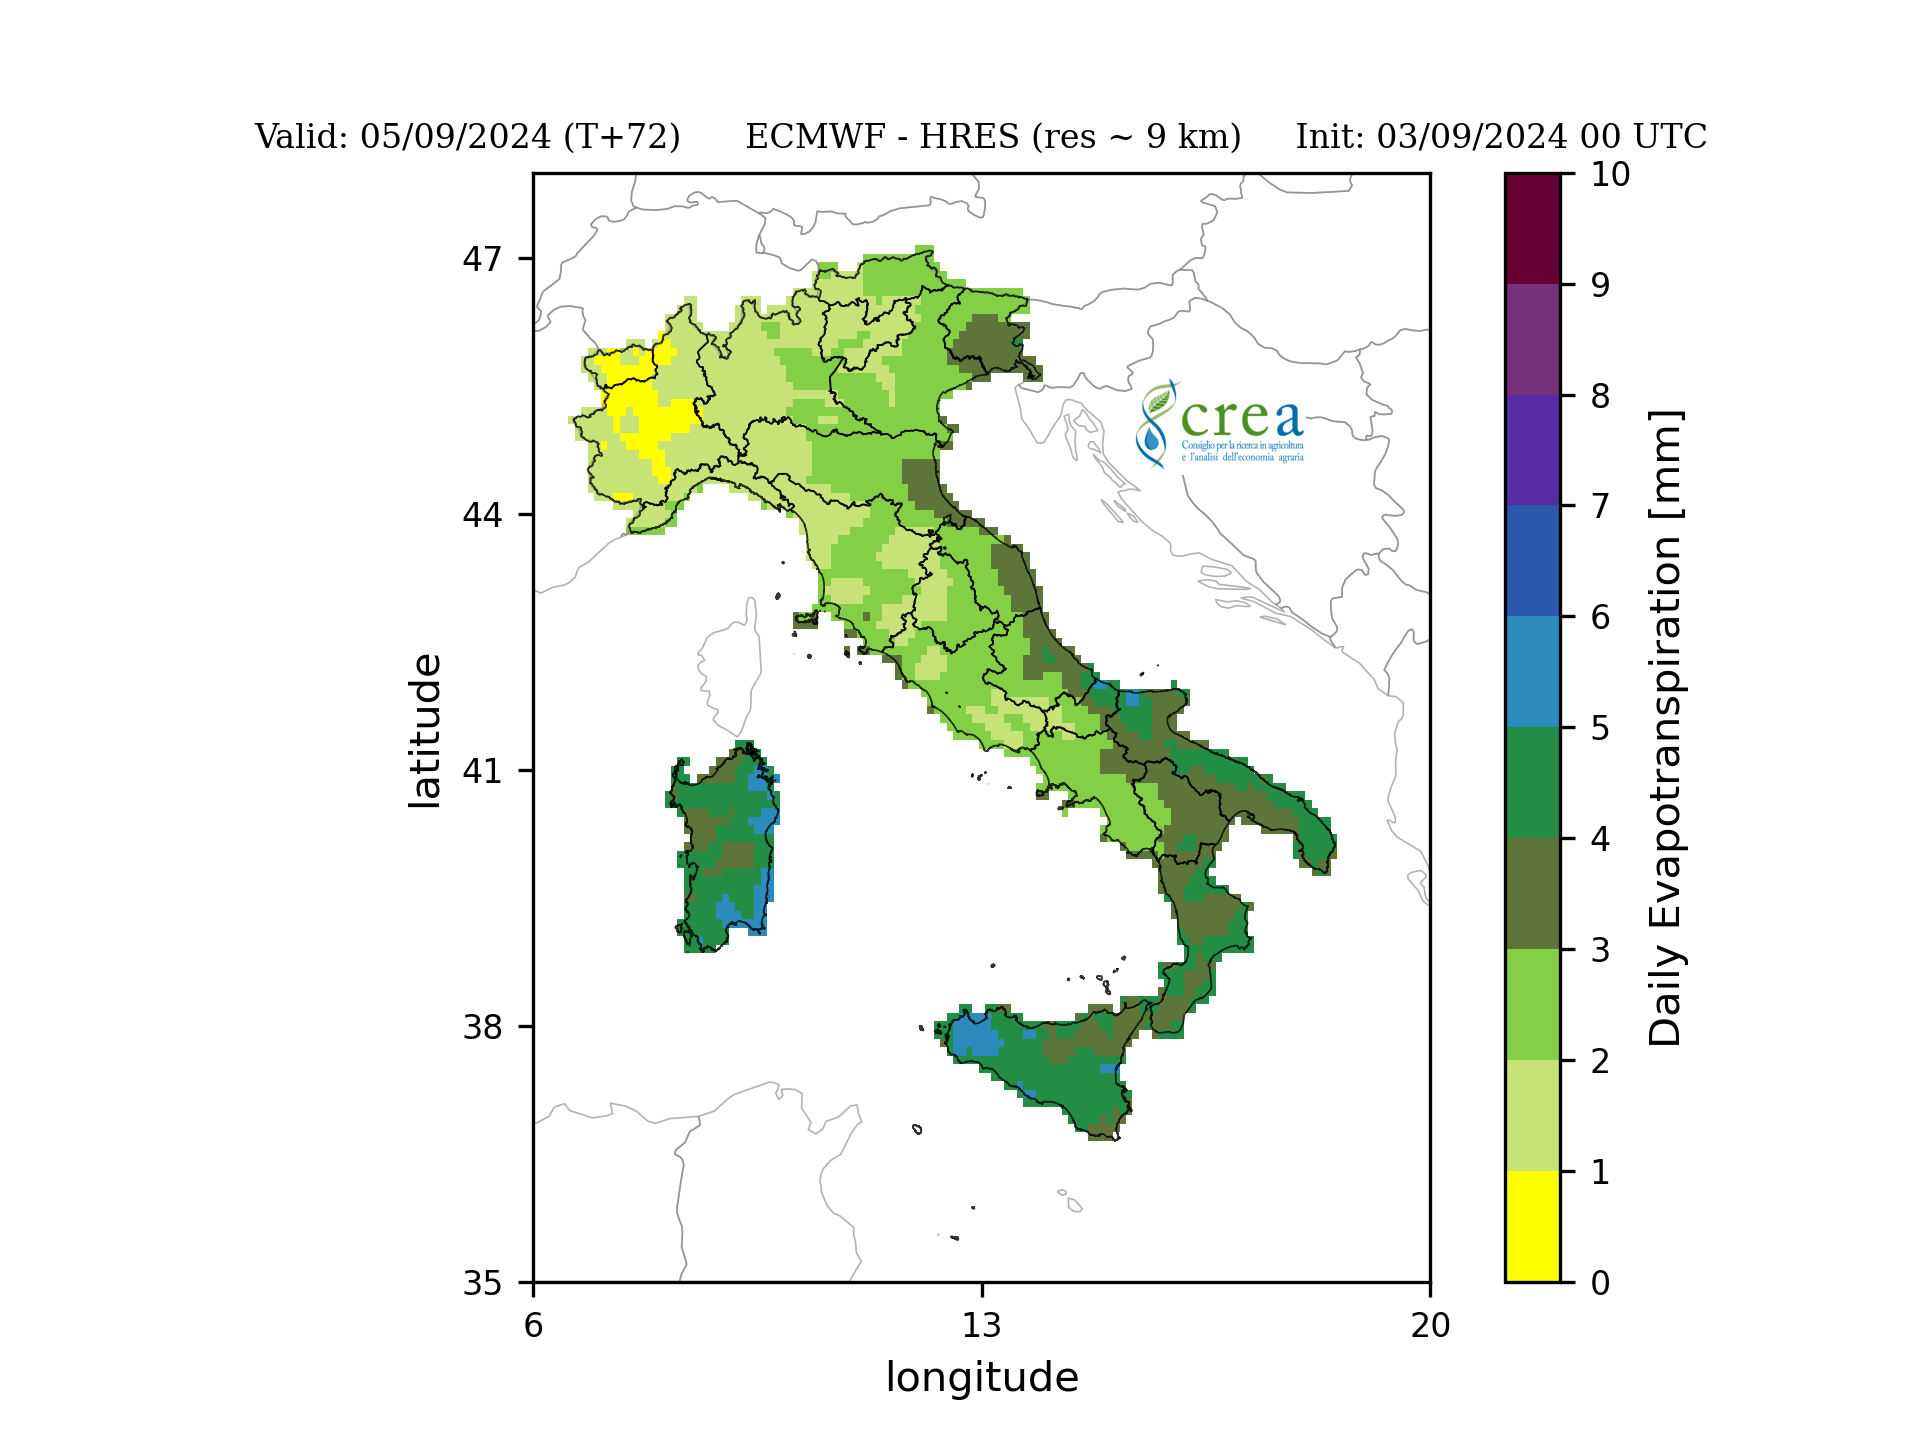 Valid: 05/09/2024 (T+72) ECMWF - HRES (res ~ 9 km) Init: 03/09/2024 00 UTC
47
44
41
38
35
latitude
6 13 20
longitude
crea
Consiglio per la ricerca in agricoltura
e l'analisi dell'economia agraria
10
9
8
7
6
5
4
3
2
1
0
Daily Evapotranspiration [mm]